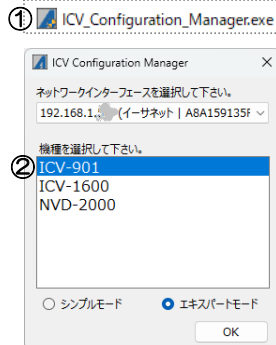 ① ICV_Configuration_Manager.exe
ICV Configuration Manager
ネットワークインターフェースを選択して下さい。
192.168.1. (イーサネット | A8A159135F
機種を選択して下さい。
② ICV-901
ICV-1600
NVD-2000
シンプルモード エキスパートモード
OK